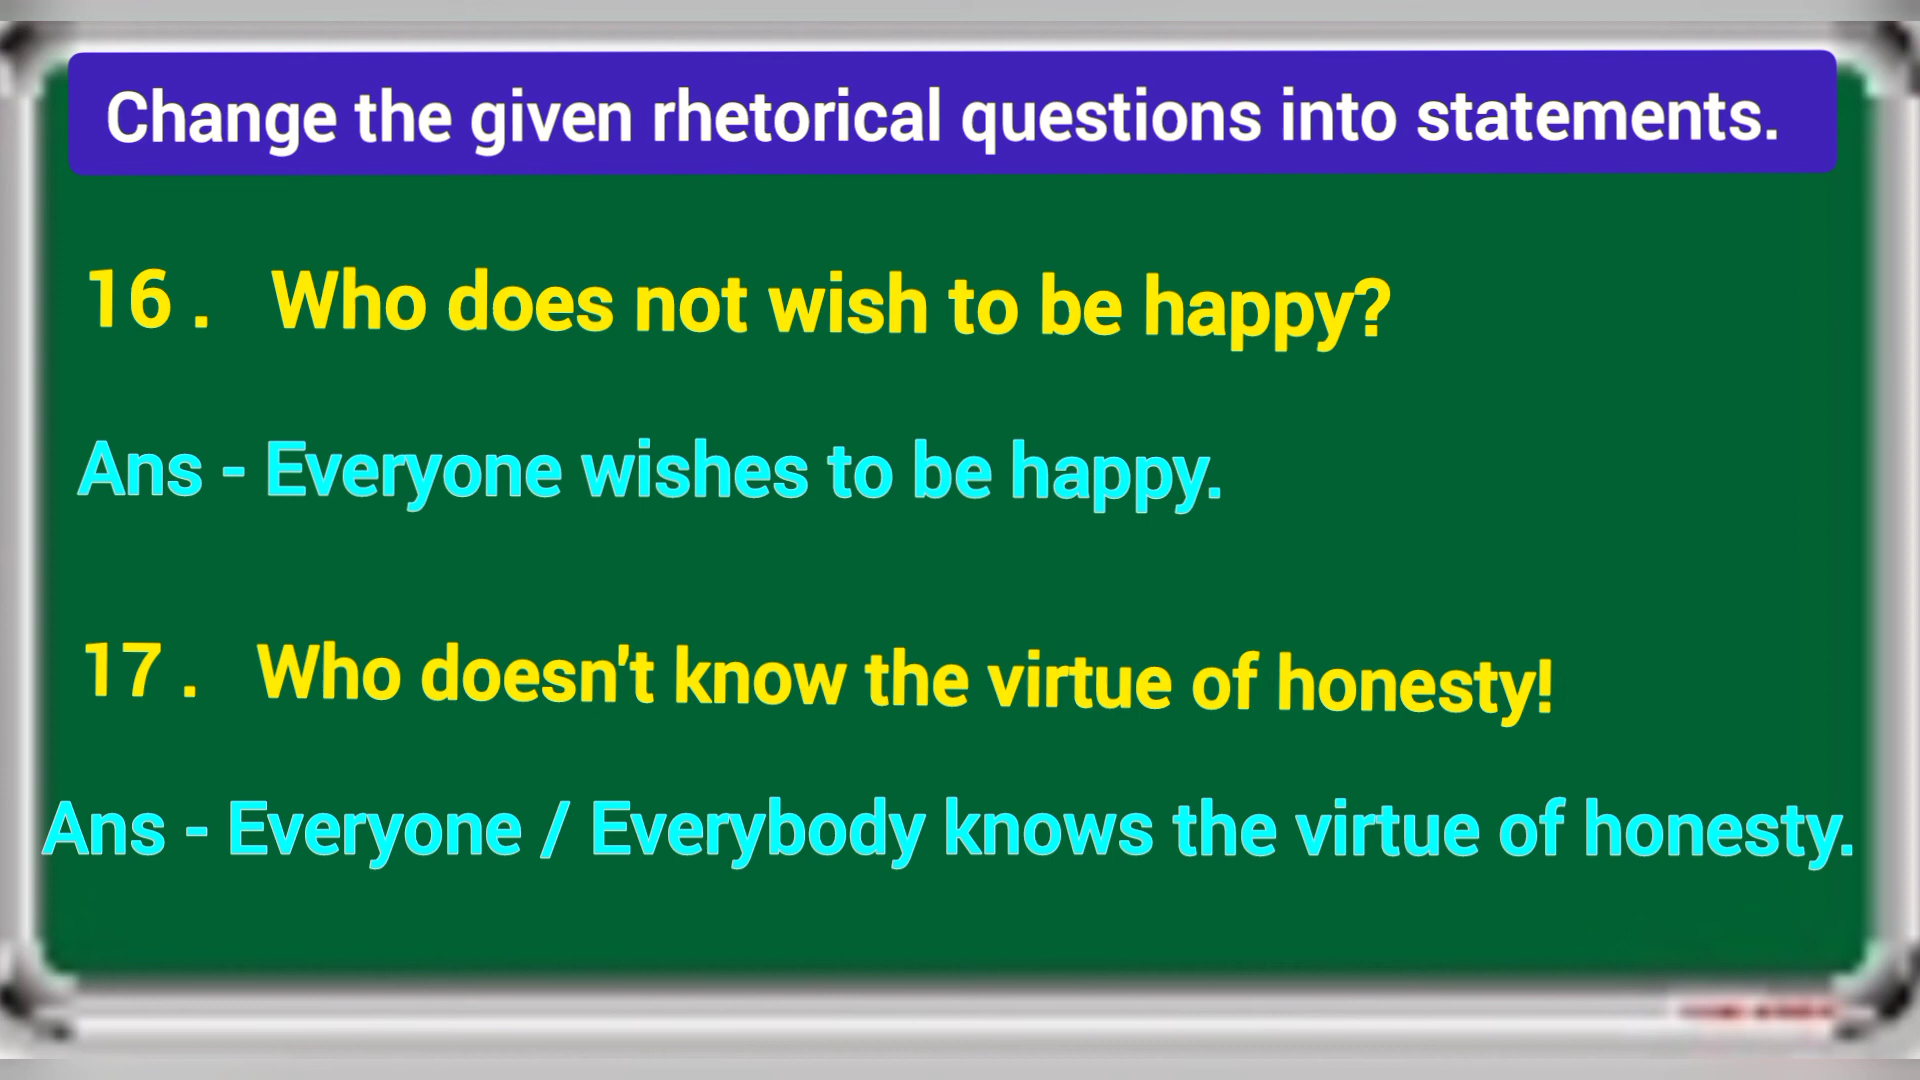 Change the given rhetorical questions into statements.
16 . Who does not wish to be happy?
Ans - Everyone wishes to be happy.
17 . Who doesn't know the virtue of honesty!
Ans - Everyone / Everybody knows the virtue of honesty.